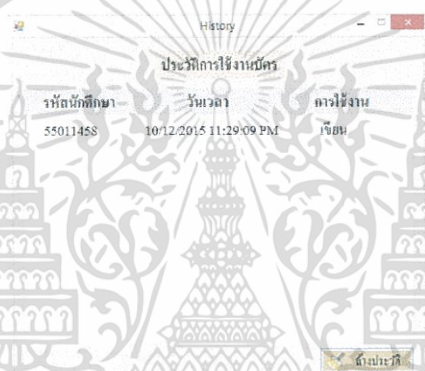 History
ประวัติการใช้งานบัตร
รหัสนักศึกษา วันเวลา การใช้งาน
55011458 10/12/2015 11:29:09 PM เขียน
ล้างประวัติ